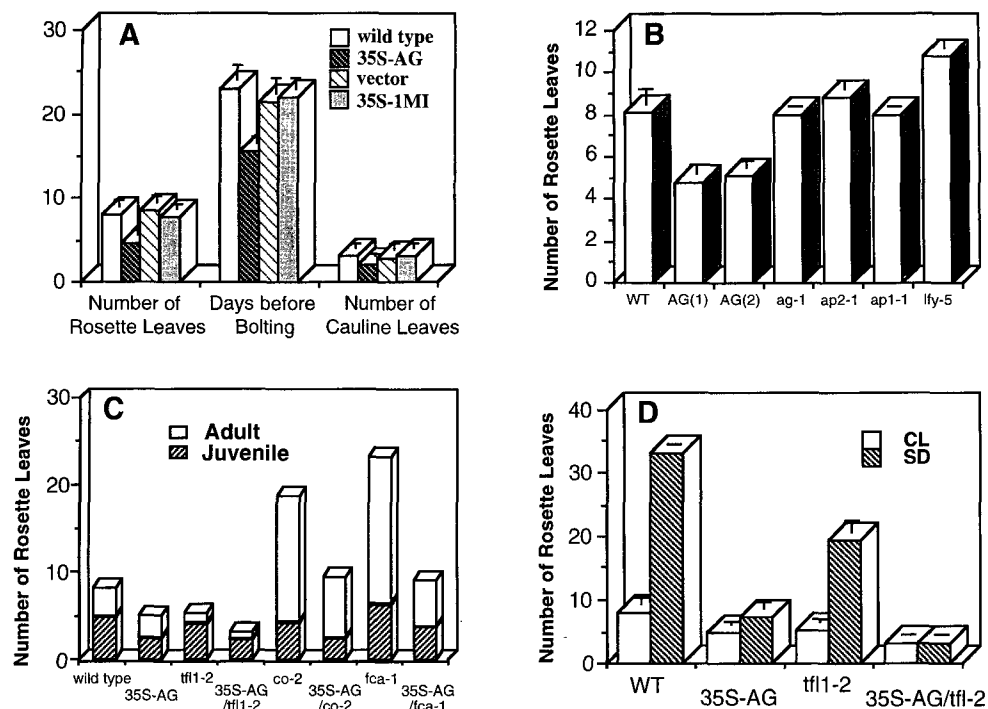 A
30
20
10
0
wild type
35S-AG
vector
35S-1MI
Number of Rosette Leaves
Days before Bolting
Number of Cauline Leaves
B
Number of Rosette Leaves
12
10
8
6
4
2
0
WT AG(1) AG(2) ag-1 ap2-1 ap1-1 lfy-5
C
Number of Rosette Leaves
30
20
10
0
Adult
Juvenile
wild type
35S-AG
tfl1-2
35S-AG /tfl1-2
co-2
35S-AG /co-2
fca-1
35S-AG /fca-1
D
Number of Rosette Leaves
40
30
20
10
0
CL
SD
WT
35S-AG
tfl1-2
35S-AG/tfl-2